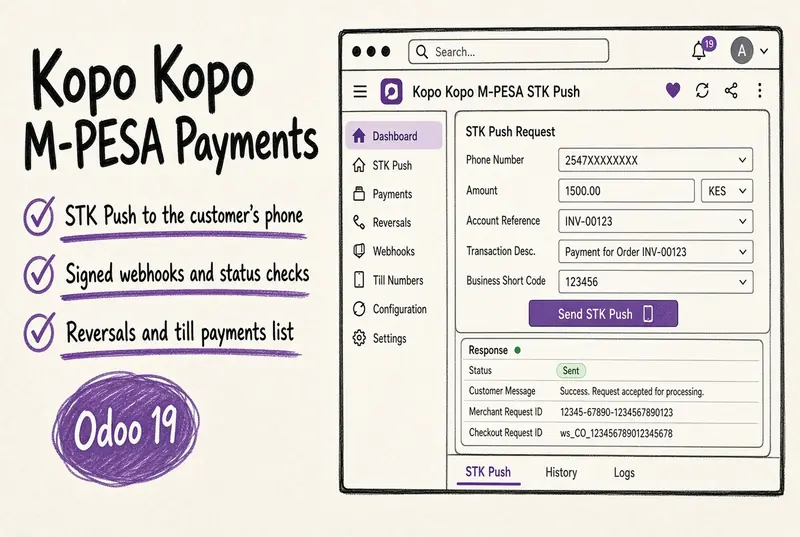 Kopo Kopo
M-PESA Payments
STK Push to the customer's phone
Signed webhooks and status checks
Reversals and till payments list
Odoo 19
Search...
19
A
Kopo Kopo M-PESA STK Push
Dashboard
STK Push
Payments
Reversals
Webhooks
Till Numbers
Configuration
Settings
STK Push Request
Phone Number 2547XXXXXXXX
Amount 1500.00 KES
Account Reference INV-00123
Transaction Desc. Payment for Order INV-00123
Business Short Code 123456
Send STK Push
Response
Status Sent
Customer Message Success. Request accepted for processing.
Merchant Request ID 12345-67890-1234567890123
Checkout Request ID ws_CO_123456789012345678
STK Push History Logs